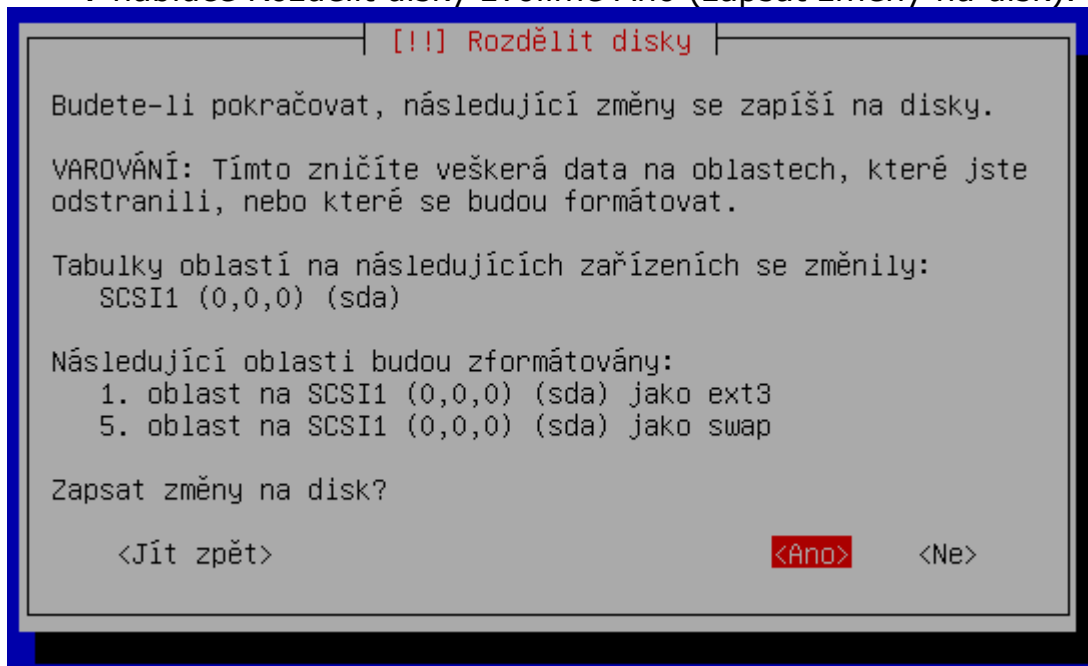 [!!] Rozdělit disky
Budete-li pokračovat, následující změny se zapíší na disky.
VAROVÁNÍ: Tímto zničíte veškerá data na oblastech, které jste
odstranili, nebo které se budou formátovat.
Tabulky oblastí na následujících zařízeních se změnily:
SCSI1 (0,0,0) (sda)
Následující oblasti budou zformátovány:
1. oblast na SCSI1 (0,0,0) (sda) jako ext3
5. oblast na SCSI1 (0,0,0) (sda) jako swap
Zapsat změny na disk?
<Jít zpět> <Ano> <Ne>